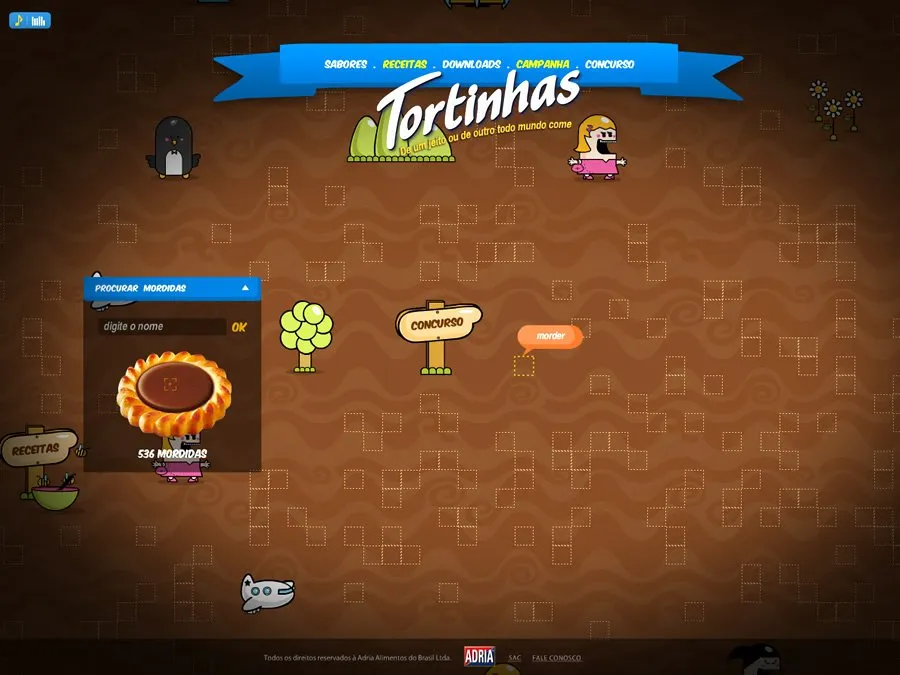 SABORES . RECEITAS . DOWNLOADS . CAMPANHA . CONCURSO
Tortinhas
De um jeito ou de outro todo mundo come
PROCURAR MORDIDAS
digite o nome OK
CONCURSO
morder
RECEITAS
536 MORDIDAS
Todos os direitos reservados à Adria Alimentos do Brasil Ltda. ADRIA SAC FALE CONOSCO